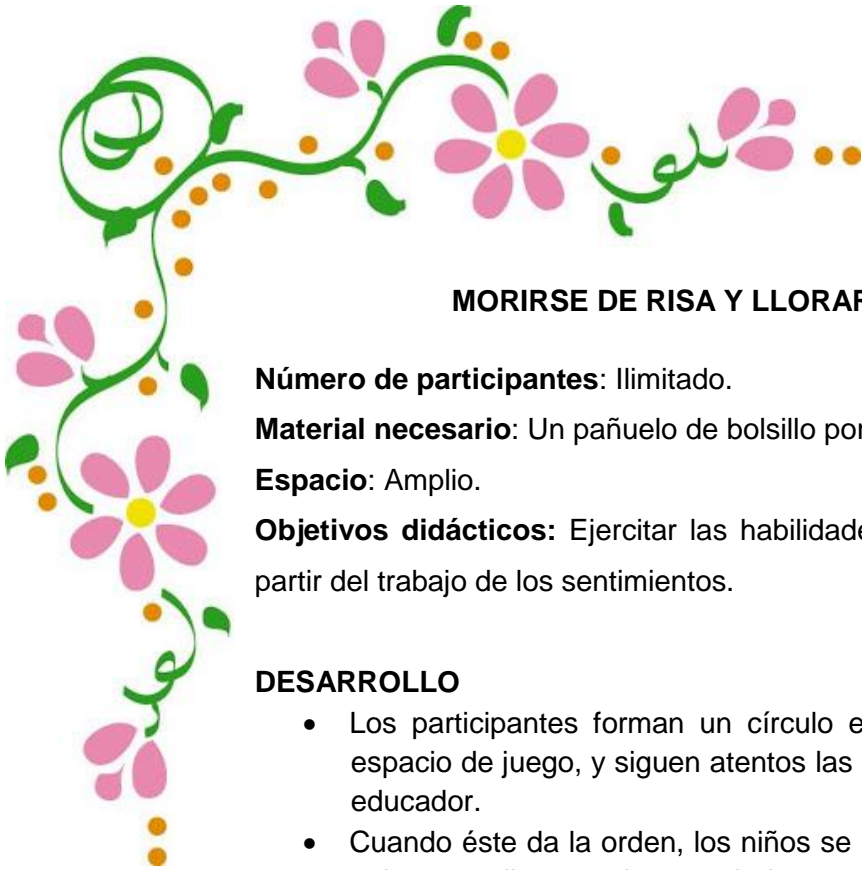 MORIRSE DE RISA Y LLORAR
Número de participantes: Ilimitado.
Material necesario: Un pañuelo de bolsillo por
Espacio: Amplio.
Objetivos didácticos: Ejercitar las habilidade
partir del trabajo de los sentimientos.
DESARROLLO
• Los participantes forman un círculo e
espacio de juego, y siguen atentos las
educador.
• Cuando éste da la orden, los niños se